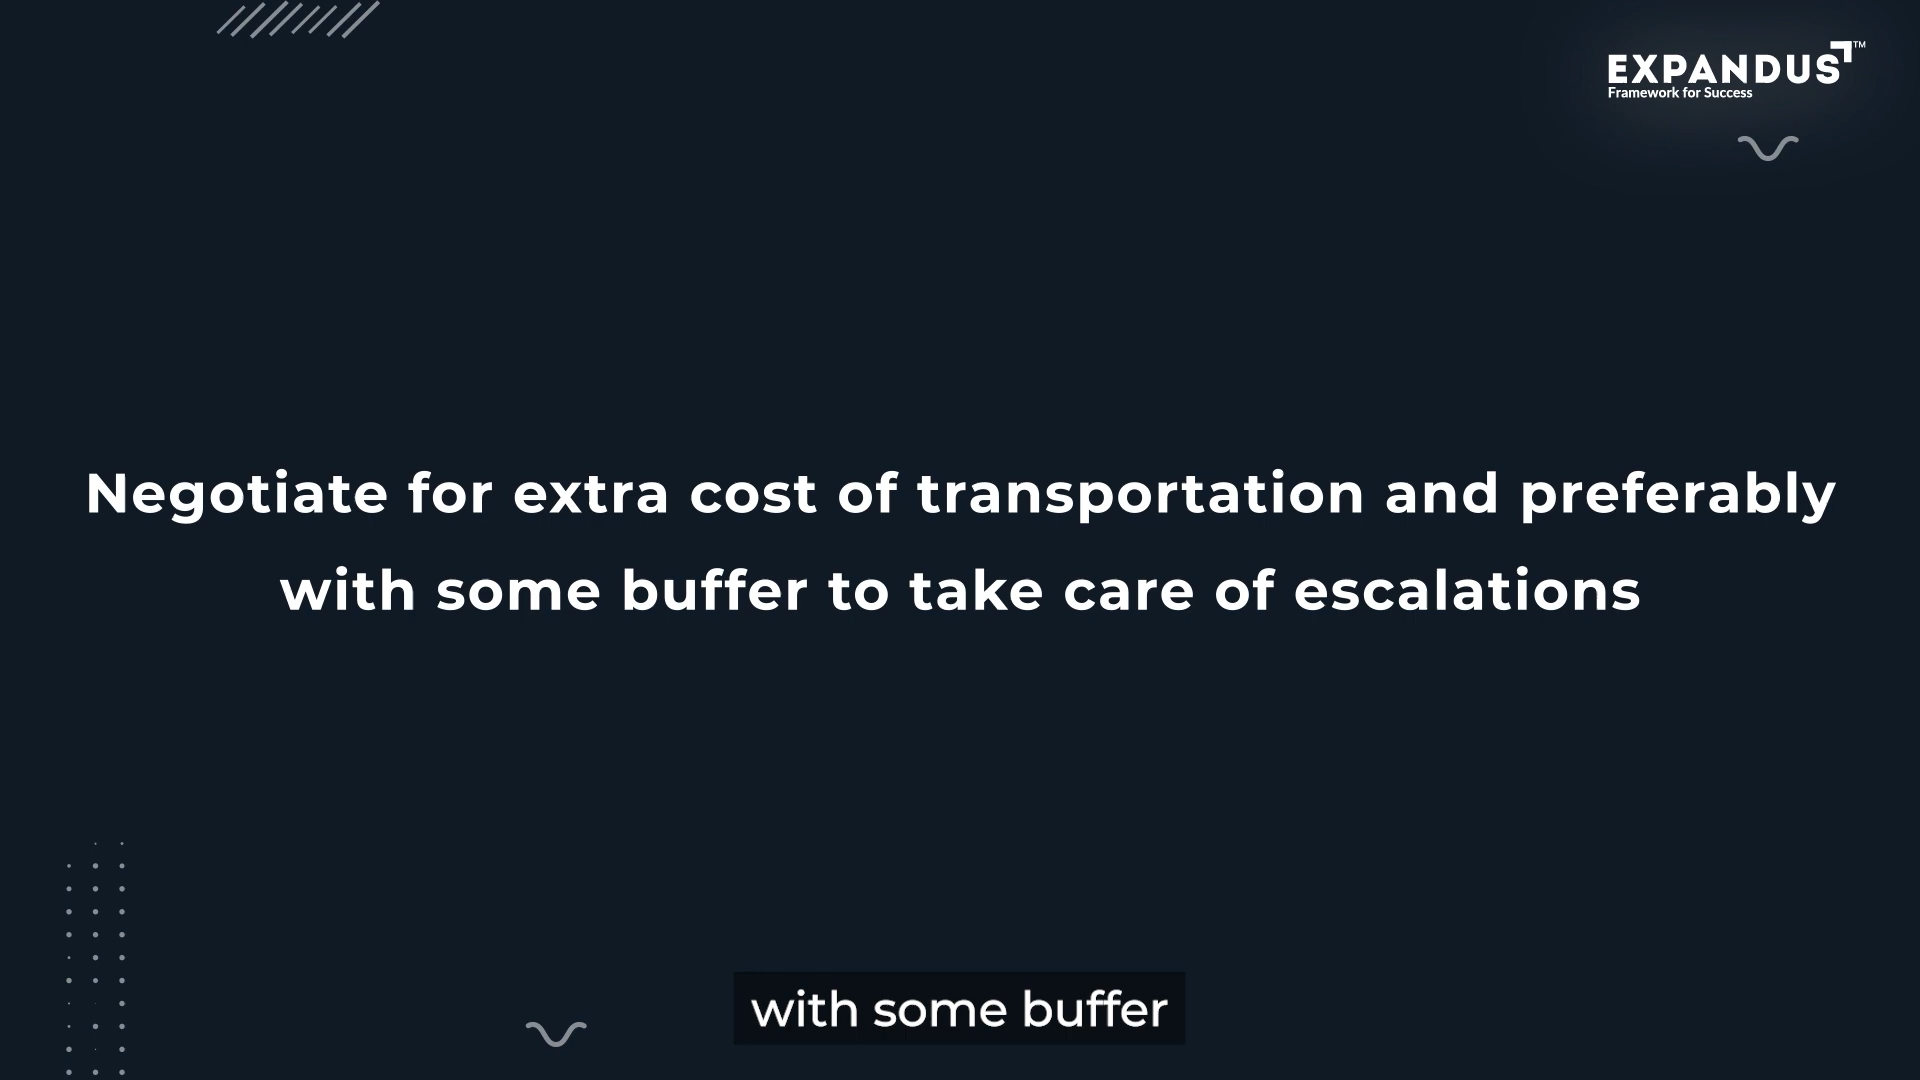 EXPANDUS™
Framework for Success
Negotiate for extra cost of transportation and preferably
with some buffer to take care of escalations
with some buffer